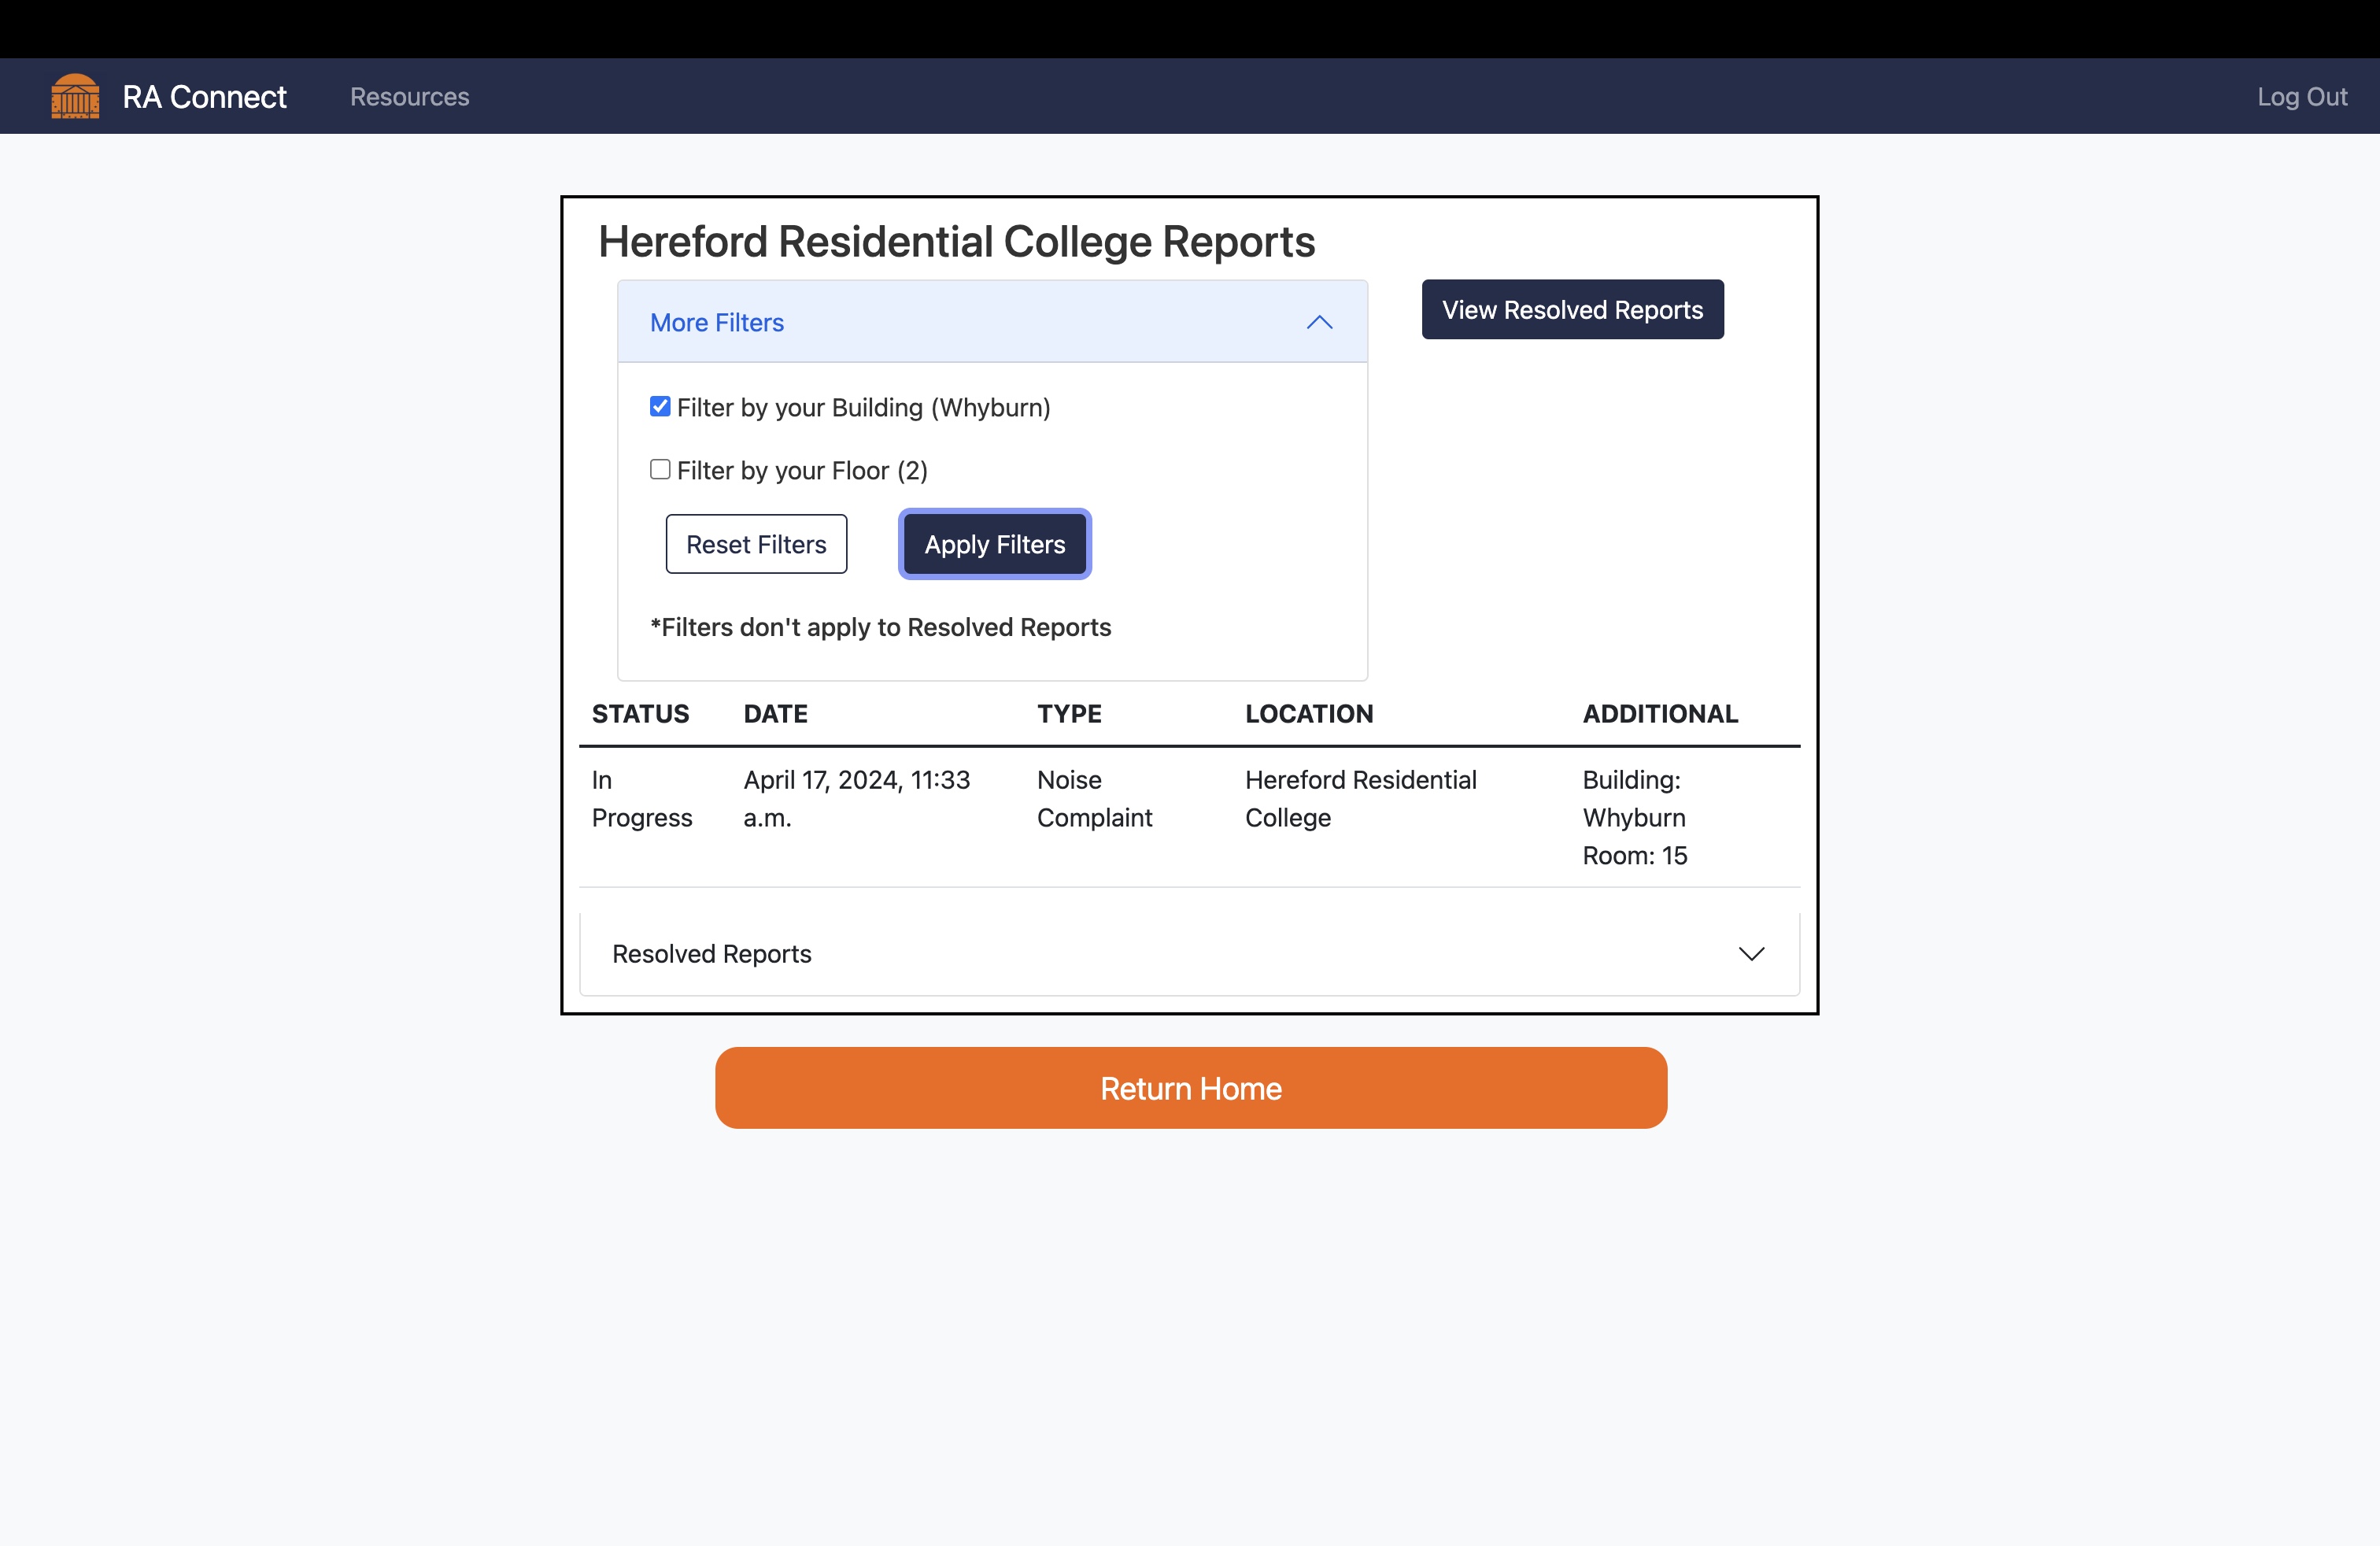 RA Connect
Resources
Log Out
Hereford Residential College Reports
More Filters
View Resolved Reports
Filter by your Building (Whyburn)
Filter by your Floor (2)
Reset Filters
Apply Filters
*Filters don't apply to Resolved Reports
STATUS DATE TYPE LOCATION ADDITIONAL
In April 17, 2024, 11:33 Noise Hereford Residential Building:
Progress a.m. Complaint College Whyburn
Room: 15
Resolved Reports
Return Home